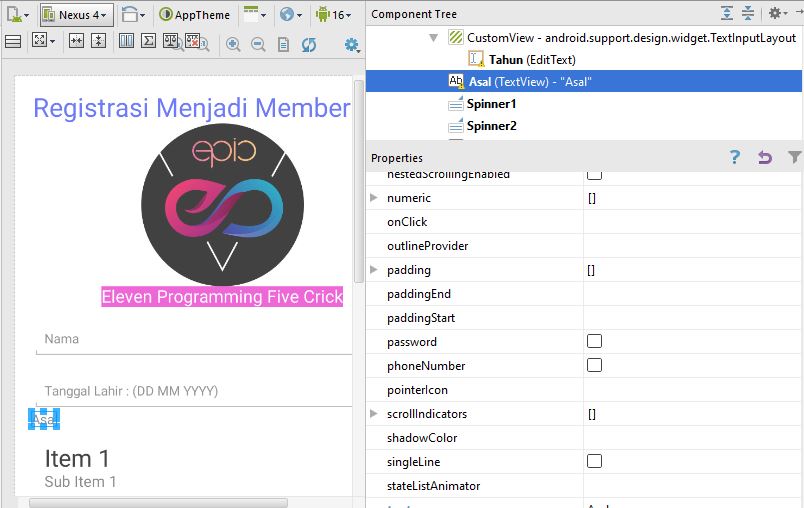 Nexus 4
AppTheme
16
Component Tree
CustomView - android.support.design.widget.TextInputLayout
Tahun (EditText)
Ab Asal (TextView) - "Asal"
Spinner1
Spinner2
Registrasi Menjadi Member
epic
Eleven Programming Five Crick
Nama
Tanggal Lahir : (DD MM YYYY)
Asal
Item 1
Sub Item 1
Properties
?
nestedScrollingEnabled
numeric []
onClick
outlineProvider
padding []
paddingEnd
paddingStart
password
phoneNumber
pointerIcon
scrollIndicators []
shadowColor
singleLine
stateListAnimator